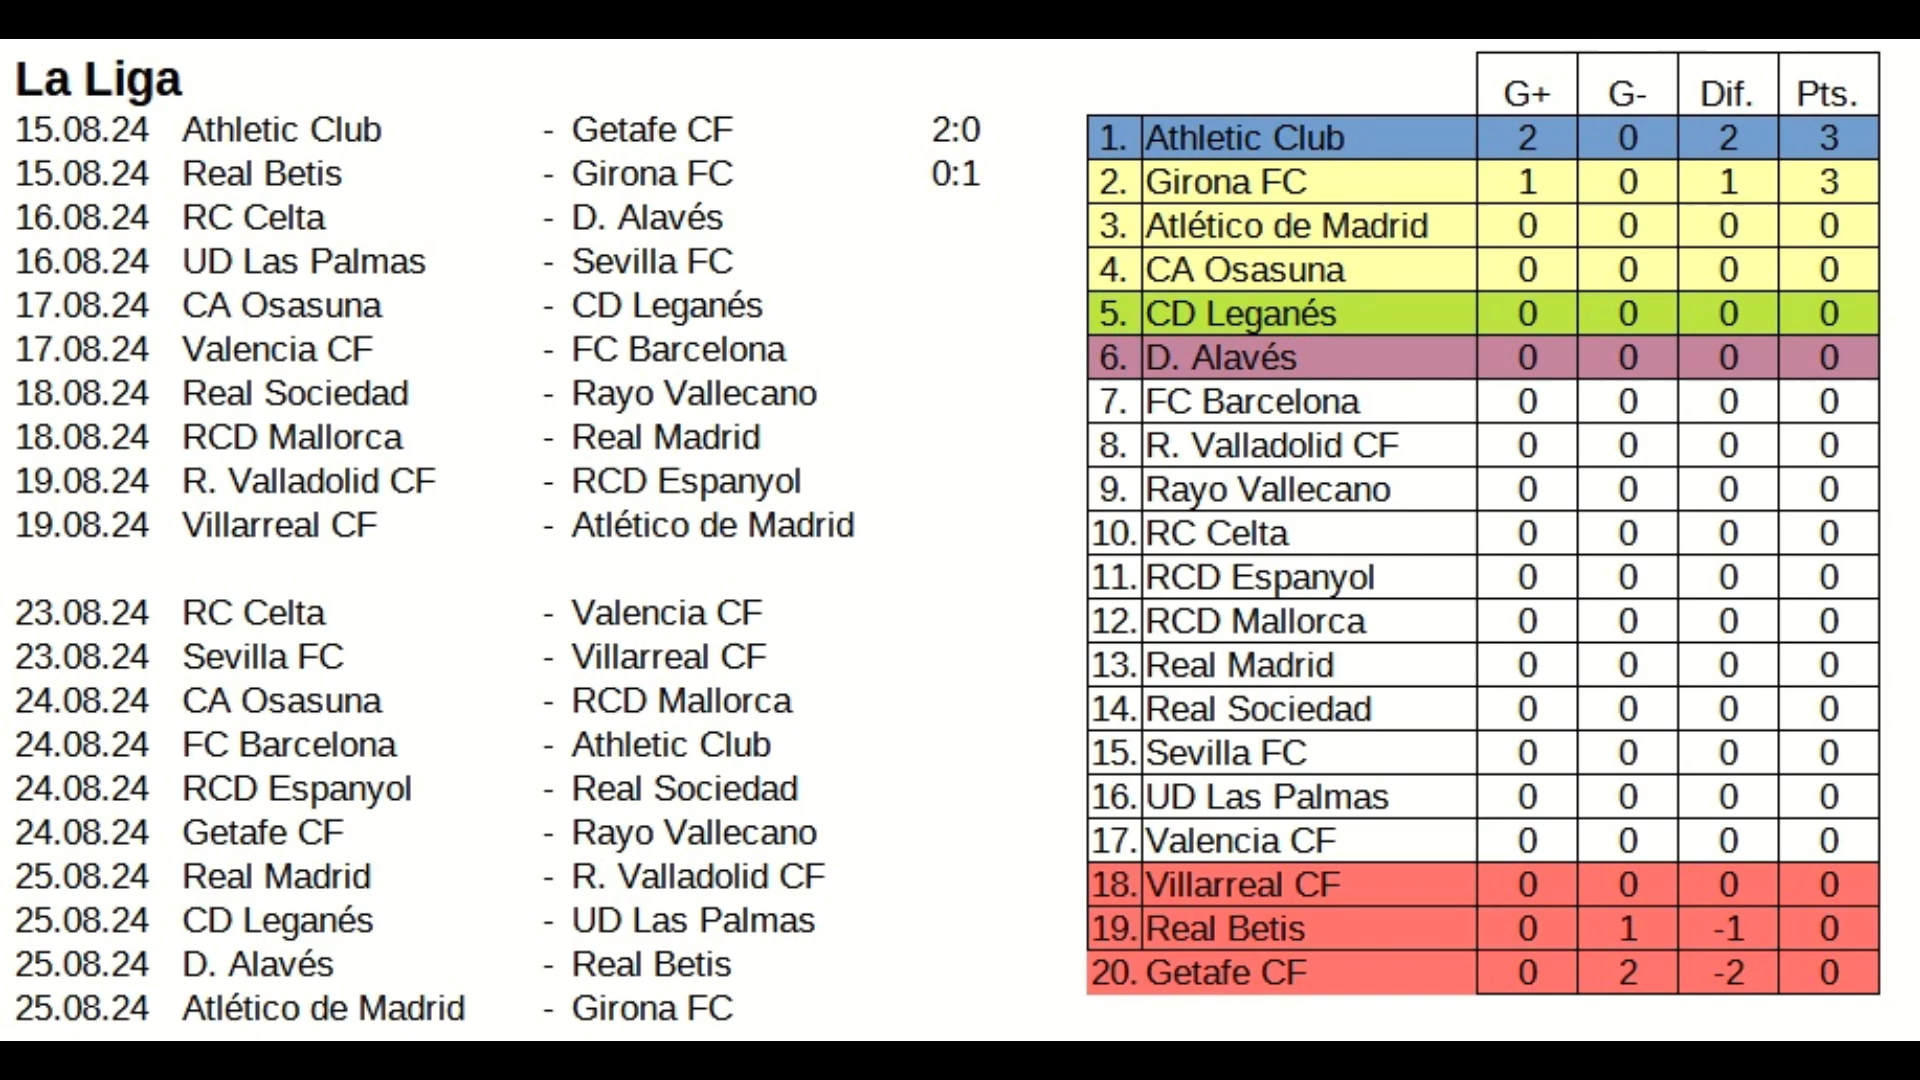 La Liga
15.08.24 Athletic Club - Getafe CF 2:0
15.08.24 Real Betis - Girona FC 0:1
16.08.24 RC Celta - D. Alavés
16.08.24 UD Las Palmas - Sevilla FC
17.08.24 CA Osasuna - CD Leganés
17.08.24 Valencia CF - FC Barcelona
18.08.24 Real Sociedad - Rayo Vallecano
18.08.24 RCD Mallorca - Real Madrid
19.08.24 R. Valladolid CF - RCD Espanyol
19.08.24 Villarreal CF - Atlético de Madrid
23.08.24 RC Celta - Valencia CF
23.08.24 Sevilla FC - Villarreal CF
24.08.24 CA Osasuna - RCD Mallorca
24.08.24 FC Barcelona - Athletic Club
24.08.24 RCD Espanyol - Real Sociedad
24.08.24 Getafe CF - Rayo Vallecano
25.08.24 Real Madrid - R. Valladolid CF
25.08.24 CD Leganés - UD Las Palmas
25.08.24 D. Alavés - Real Betis
25.08.24 Atlético de Madrid - Girona FC
G+ G- Dif. Pts.
1. Athletic Club 2 0 2 3
2. Girona FC 1 0 1 3
3. Atlético de Madrid 0 0 0 0
4. CA Osasuna 0 0 0 0
5. CD Leganés 0 0 0 0
6. D. Alavés 0 0 0 0
7. FC Barcelona 0 0 0 0
8. R. Valladolid CF 0 0 0 0
9. Rayo Vallecano 0 0 0 0
10. RC Celta 0 0 0 0
11. RCD Espanyol 0 0 0 0
12. RCD Mallorca 0 0 0 0
13. Real Madrid 0 0 0 0
14. Real Sociedad 0 0 0 0
15. Sevilla FC 0 0 0 0
16. UD Las Palmas 0 0 0 0
17. Valencia CF 0 0 0 0
18. Villarreal CF 0 0 0 0
19. Real Betis 0 1 -1 0
20. Getafe CF 0 2 -2 0